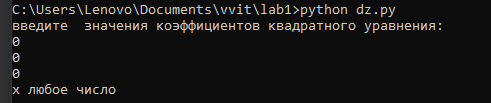 C:\Users\Lenovo\Documents\vvit\lab1>python dz.py
введите  значения коэффициентов квадратного уравнения:
0
0
0
х любое число